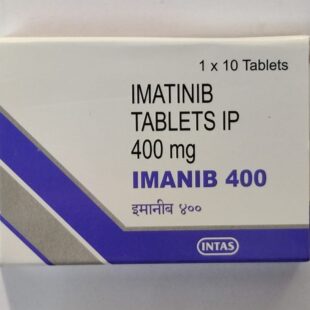 1 x 10 Tablets
IMATINIB
TABLETS IP
400 mg
IMANIB 400
इमानीब ४००
INTAS